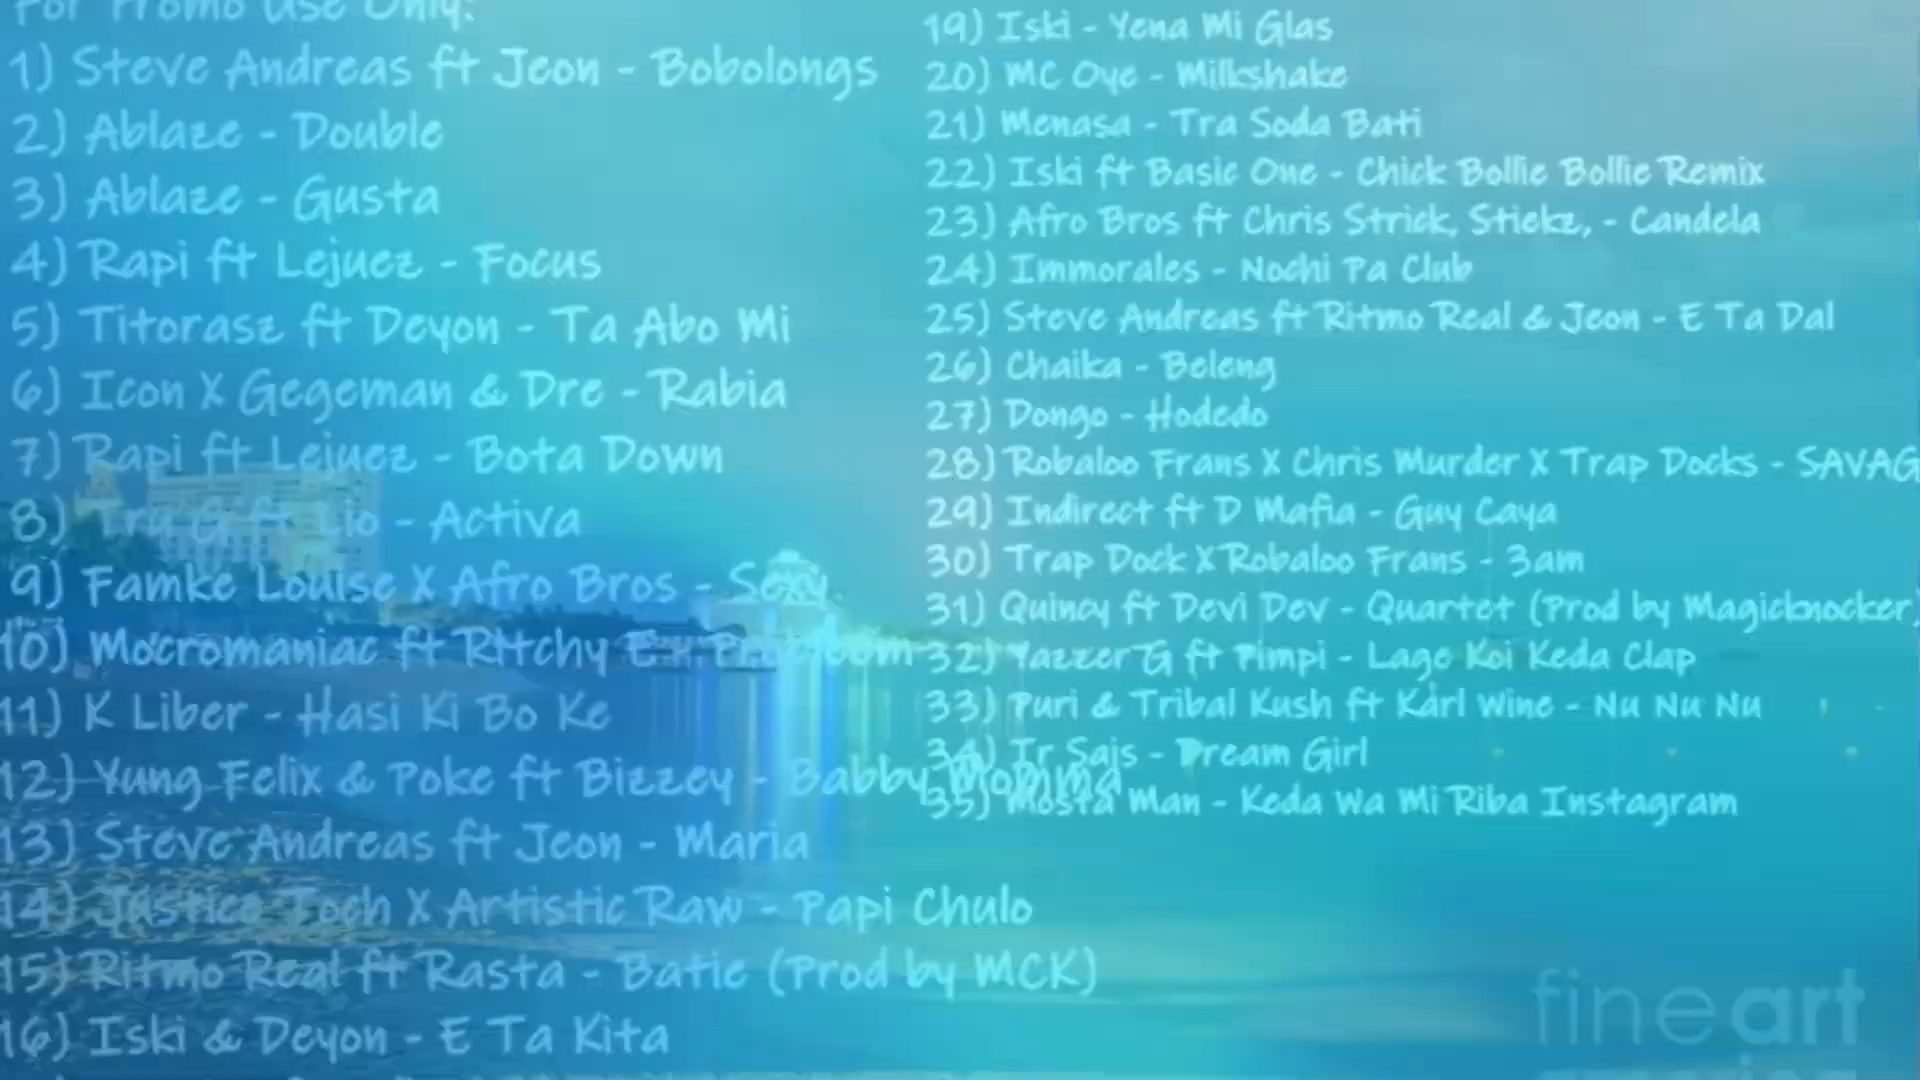 For Promo Use Only:
1) Steve Andreas ft Jeon - Bobolongs
2) Ablaze - Double
3) Ablaze - Gusta
4) Rapi ft Lejuez - Focus
5) Titorasz ft Deyon - Ta Abo Mi
6) Icon X Gegeman & Dre - Rabia
7) Rapi ft Lejuez - Bota Down
8) Try G ft Lio - Activa
9) Famke Louise X Afro Bros - Sexy
10) Mocromaniac ft Ritchy E
11) K Liber - Hasi Ki Bo Ke
12) Yung Felix & Poke ft Bizzey - Babby Momma
13) Steve Andreas ft Jeon - Maria
14) Justice Toch X Artistic Raw - Papi Chulo
15) Ritmo Real ft Rasta - Batie (Prod by MCK)
16) Iski & Deyon - E Ta Kita
19) Iski - Yena Mi Glas
20) MC Oye - Milkshake
21) Menasa - Tra Soda Bati
22) Iski ft Basic One - Chick Bollie Bollie Remix
23) Afro Bros ft Chris Strick, Stiekz, - Candela
24) Immorales - Nochi Pa Club
25) Steve Andreas ft Ritmo Real & Jeon - E Ta Dal
26) Chaika - Beleng
27) Dongo - Hodedo
28) Robaloo Frans X Chris Murder X Trap Docks - SAVAG
29) Indirect ft D Mafia - Guy Caya
30) Trap Dock X Robaloo Frans - 3am
31) Quincy ft Devi Dev - Quartet (Prod by Magicknocker)
32) Yazzer G ft Pimpi - Lage Koi Keda Clap
33) Puri & Tribal Kush ft Karl Wine - Nu Nu Nu
34) Jr Sajs - Dream Girl
35) Mosta Man - Keda Wa Mi Riba Instagram
fineart